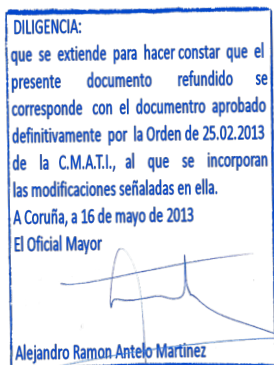 DILIGENCIA:
que se extiende para hacer constar que el
presente documento refundido se
corresponde con el documentro aprobado
definitivamente por la Orden de 25.02.2013
de la C.M.A.T.I., al que se incorporan
las modificaciones señaladas en ella.
A Coruña, a 16 de mayo de 2013
El Oficial Mayor
Alejandro Ramon Antelo Martinez